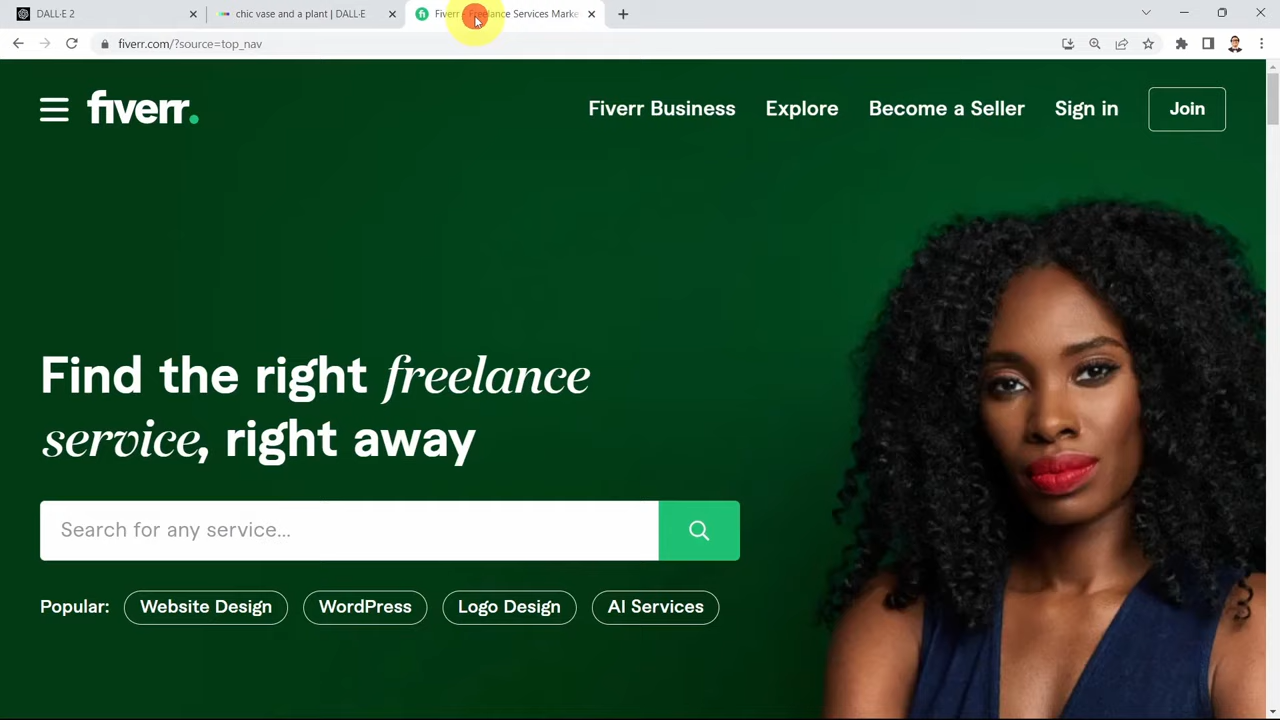 DALL·E 2
chic vase and a plant | DALL·E
Fiverr - Freelance Services Marke
fiverr.com/?source=top_nav
fiverr.
Fiverr Business
Explore
Become a Seller
Sign in
Join
Find the right freelance
service, right away
Search for any service...
Popular:
Website Design
WordPress
Logo Design
AI Services